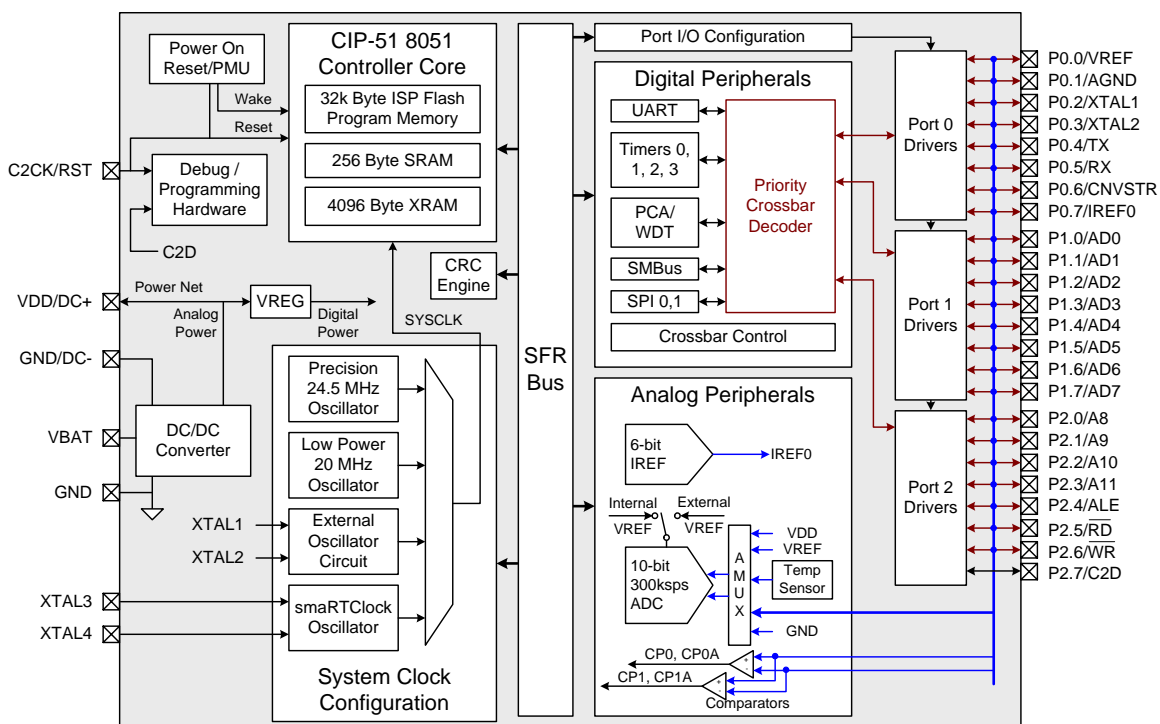 Power On
Reset/PMU
Wake
Reset
C2CK/RST
Debug /
Programming
Hardware
C2D
CIP-51 8051
Controller Core
32k Byte ISP Flash
Program Memory
256 Byte SRAM
4096 Byte XRAM
VDD/DC+
Power Net
Analog
Power
VREG
Digital
Power
SYSCLK
CRC
Engine
GND/DC-
VBAT
GND
DC/DC
Converter
Precision
24.5 MHz
Oscillator
Low Power
20 MHz
Oscillator
XTAL1
XTAL2
External
Oscillator
Circuit
XTAL3
XTAL4
smaRTClock
Oscillator
System Clock
Configuration
SFR
Bus
Port I/O Configuration
Digital Peripherals
UART
Timers 0,
1, 2, 3
PCA/
WDT
SMBus
SPI 0,1
Priority
Crossbar
Decoder
Crossbar Control
Analog Peripherals
6-bit
IREF
IREF0
Internal
VREF
External
VREF
10-bit
300ksps
ADC
A
M
U
X
VDD
VREF
Temp
Sensor
GND
CP0, CP0A
+
-
CP1, CP1A
+
-
Comparators
Port 0
Drivers
Port 1
Drivers
Port 2
Drivers
P0.0/VREF
P0.1/AGND
P0.2/XTAL1
P0.3/XTAL2
P0.4/TX
P0.5/RX
P0.6/CNVSTR
P0.7/IREF0
P1.0/AD0
P1.1/AD1
P1.2/AD2
P1.3/AD3
P1.4/AD4
P1.5/AD5
P1.6/AD6
P1.7/AD7
P2.0/A8
P2.1/A9
P2.2/A10
P2.3/A11
P2.4/ALE
P2.5/RD
P2.6/WR
P2.7/C2D